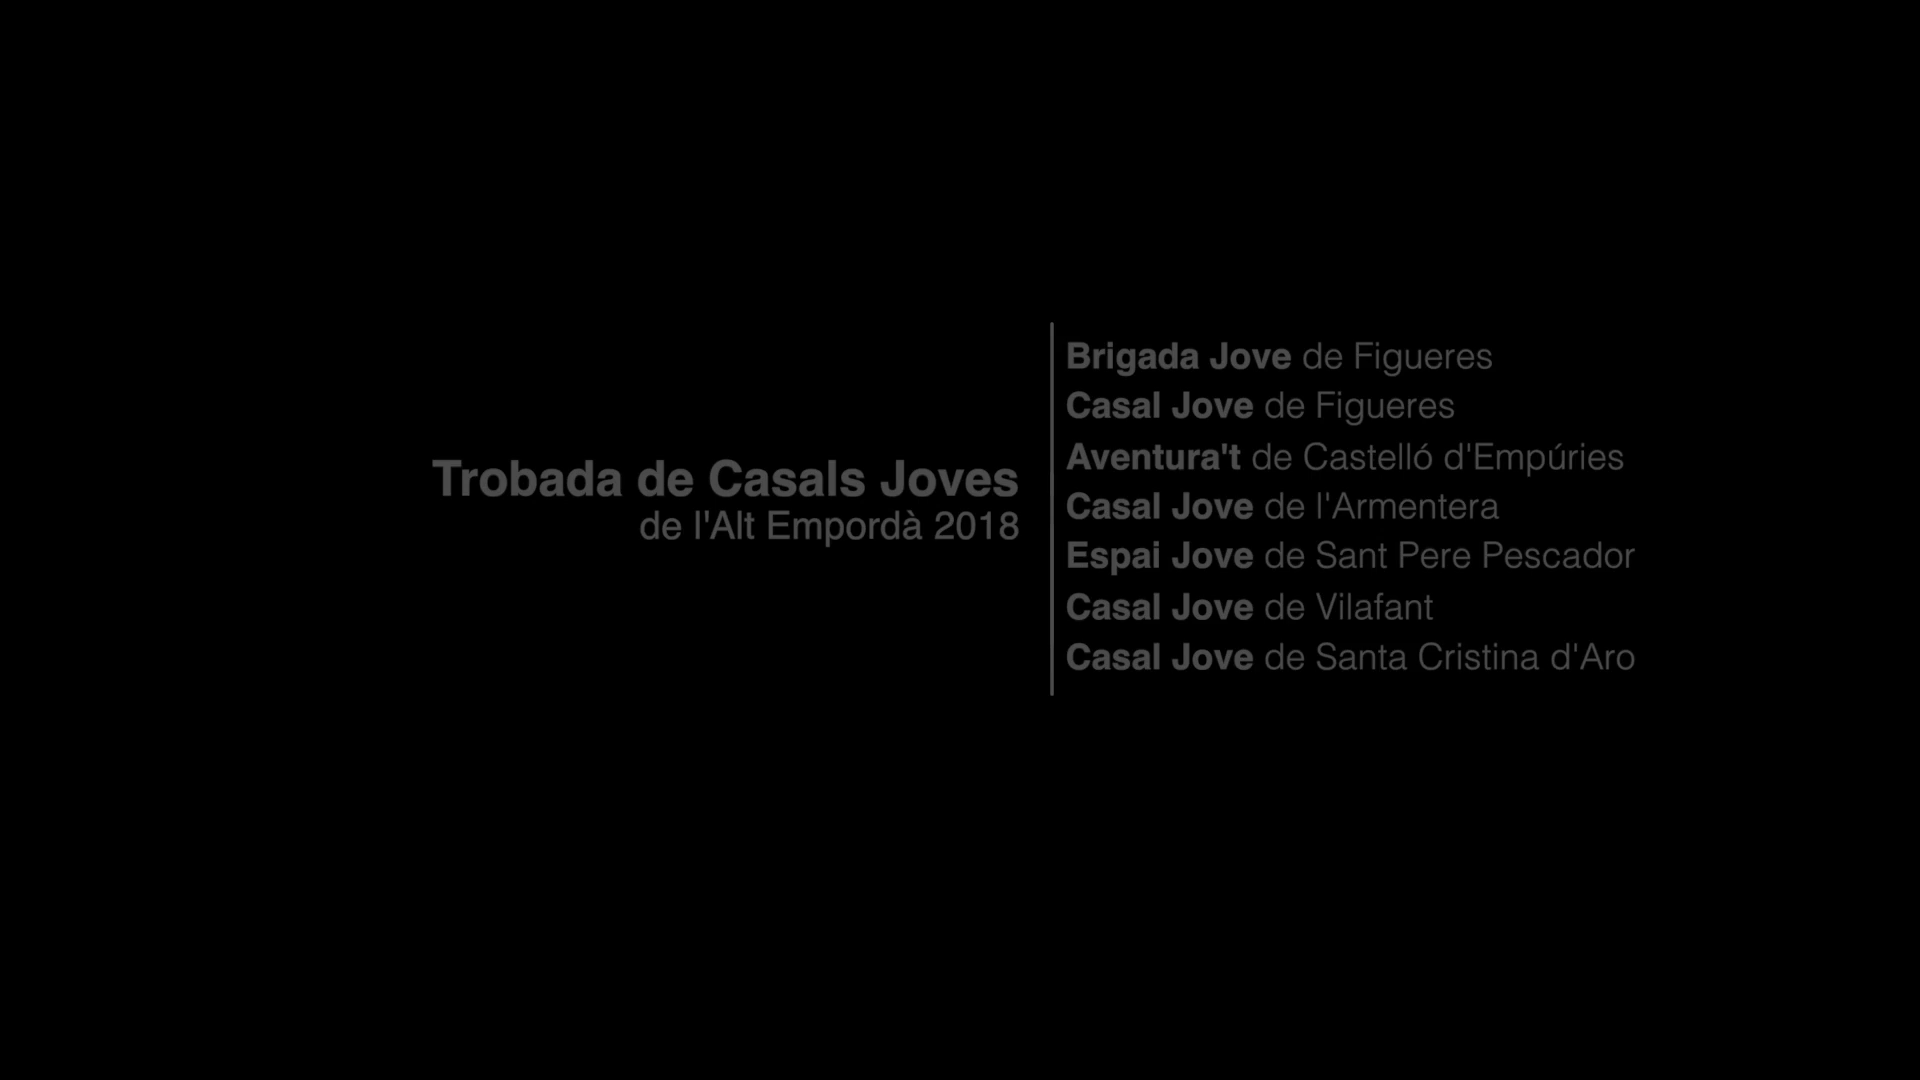 Trobada de Casals Joves
de l'Alt Empordà 2018
Brigada Jove de Figueres
Casal Jove de Figueres
Aventura't de Castelló d'Empúries
Casal Jove de l'Armentera
Espai Jove de Sant Pere Pescador
Casal Jove de Vilafant
Casal Jove de Santa Cristina d'Aro